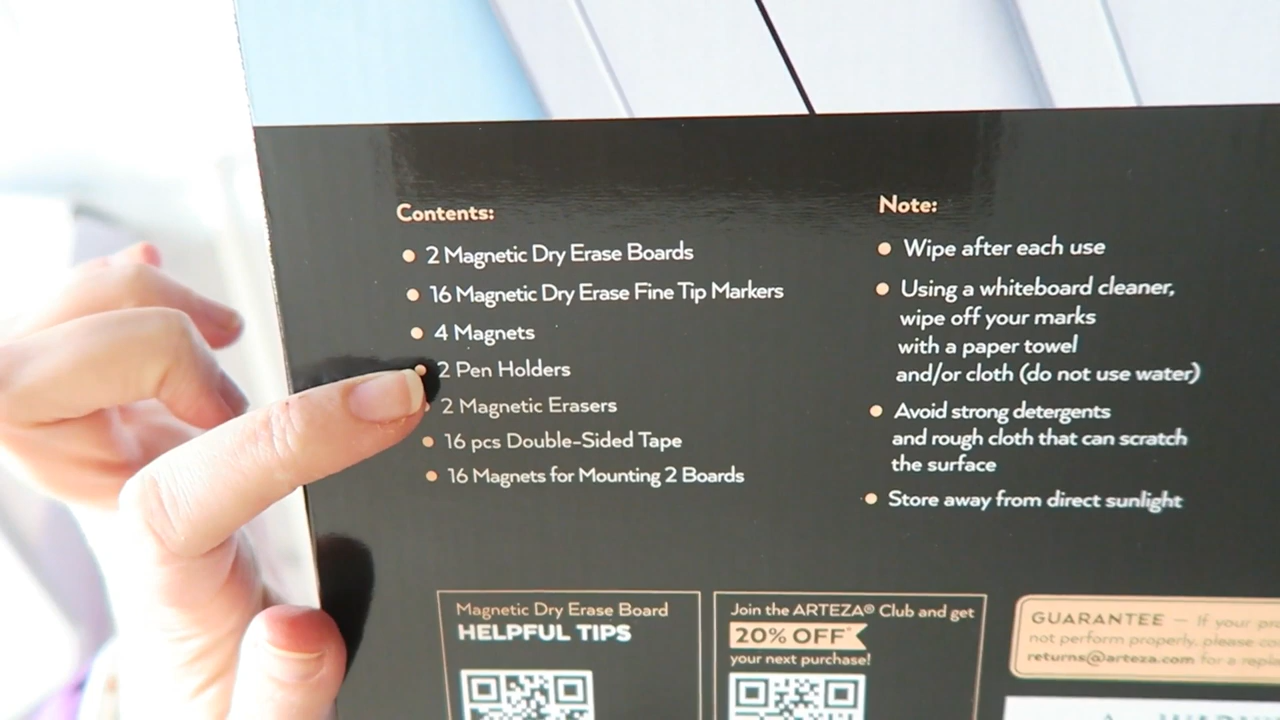 Contents:
2 Magnetic Dry Erase Boards
16 Magnetic Dry Erase Fine Tip Markers
4 Magnets
2 Pen Holders
2 Magnetic Erasers
16 pcs Double-Sided Tape
16 Magnets for Mounting 2 Boards
Note:
Wipe after each use
Using a whiteboard cleaner,
wipe off your marks
with a paper towel
and/or cloth (do not use water)
Avoid strong detergents
and rough cloth that can scratch
the surface
Store away from direct sunlight
Magnetic Dry Erase Board
HELPFUL TIPS
Join the ARTEZA® Club and get
20% OFF*
your next purchase!
GUARANTEE — If your
not perform properly, please
returns@arteza.com for a